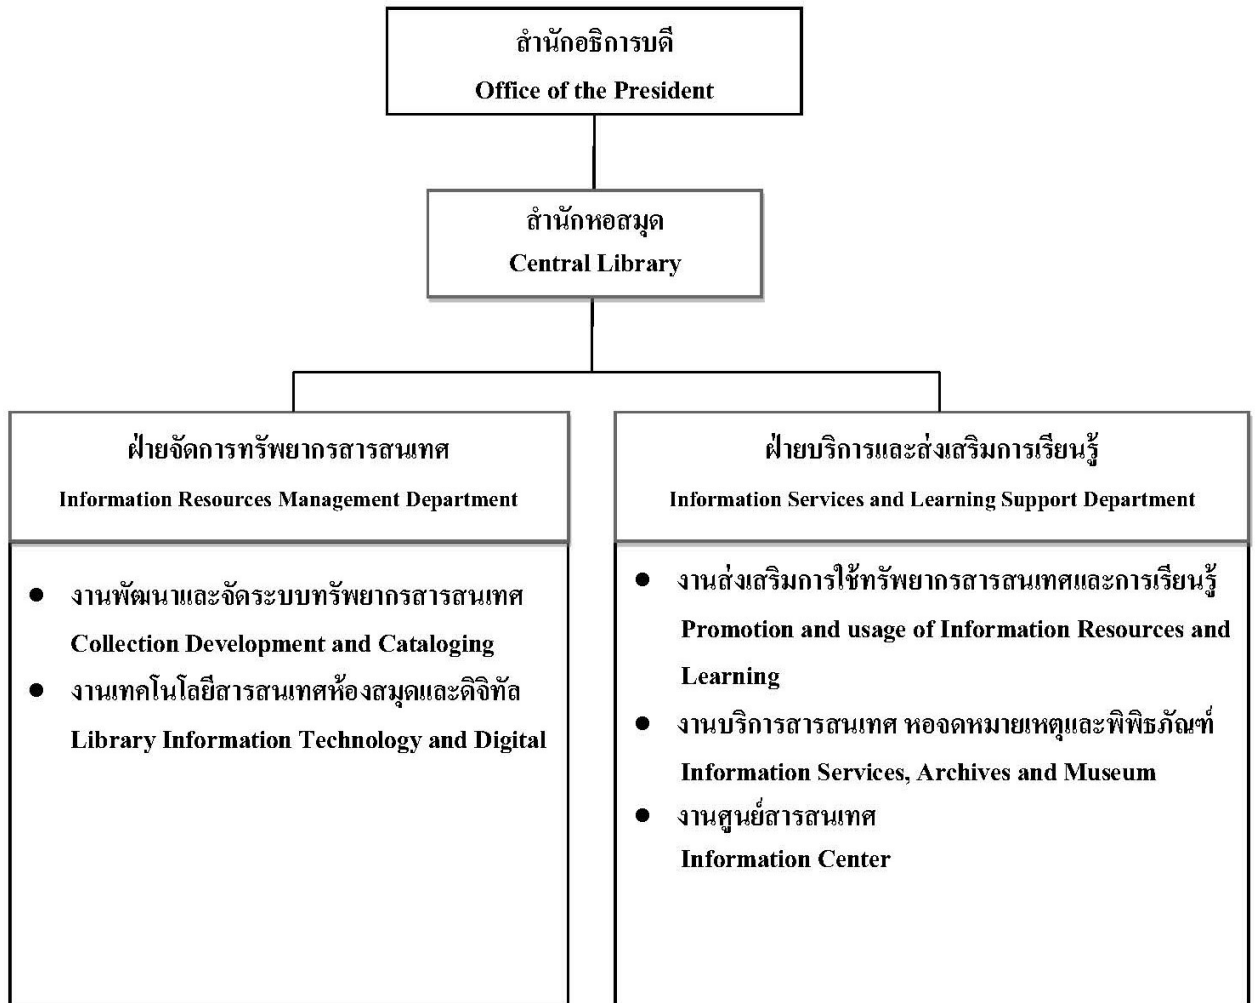 สำนักอธิการบดี
Office of the President
สำนักหอสมุด
Central Library
ฝ่ายจัดการทรัพยากรสารสนเทศ
Information Resources Management Department
● งานพัฒนาและจัดระบบทรัพยากรสารสนเทศ
Collection Development and Cataloging
● งานเทคโนโลยีสารสนเทศห้องสมุดและดิจิทัล
Library Information Technology and Digital
ฝ่ายบริการและส่งเสริมการเรียนรู้
Information Services and Learning Support Department
● งานส่งเสริมการใช้ทรัพยากรสารสนเทศและการเรียนรู้
Promotion and usage of Information Resources and
Learning
● งานบริการสารสนเทศ หอจดหมายเหตุและพิพิธภัณฑ์
Information Services, Archives and Museum
● งานศูนย์สารสนเทศ
Information Center